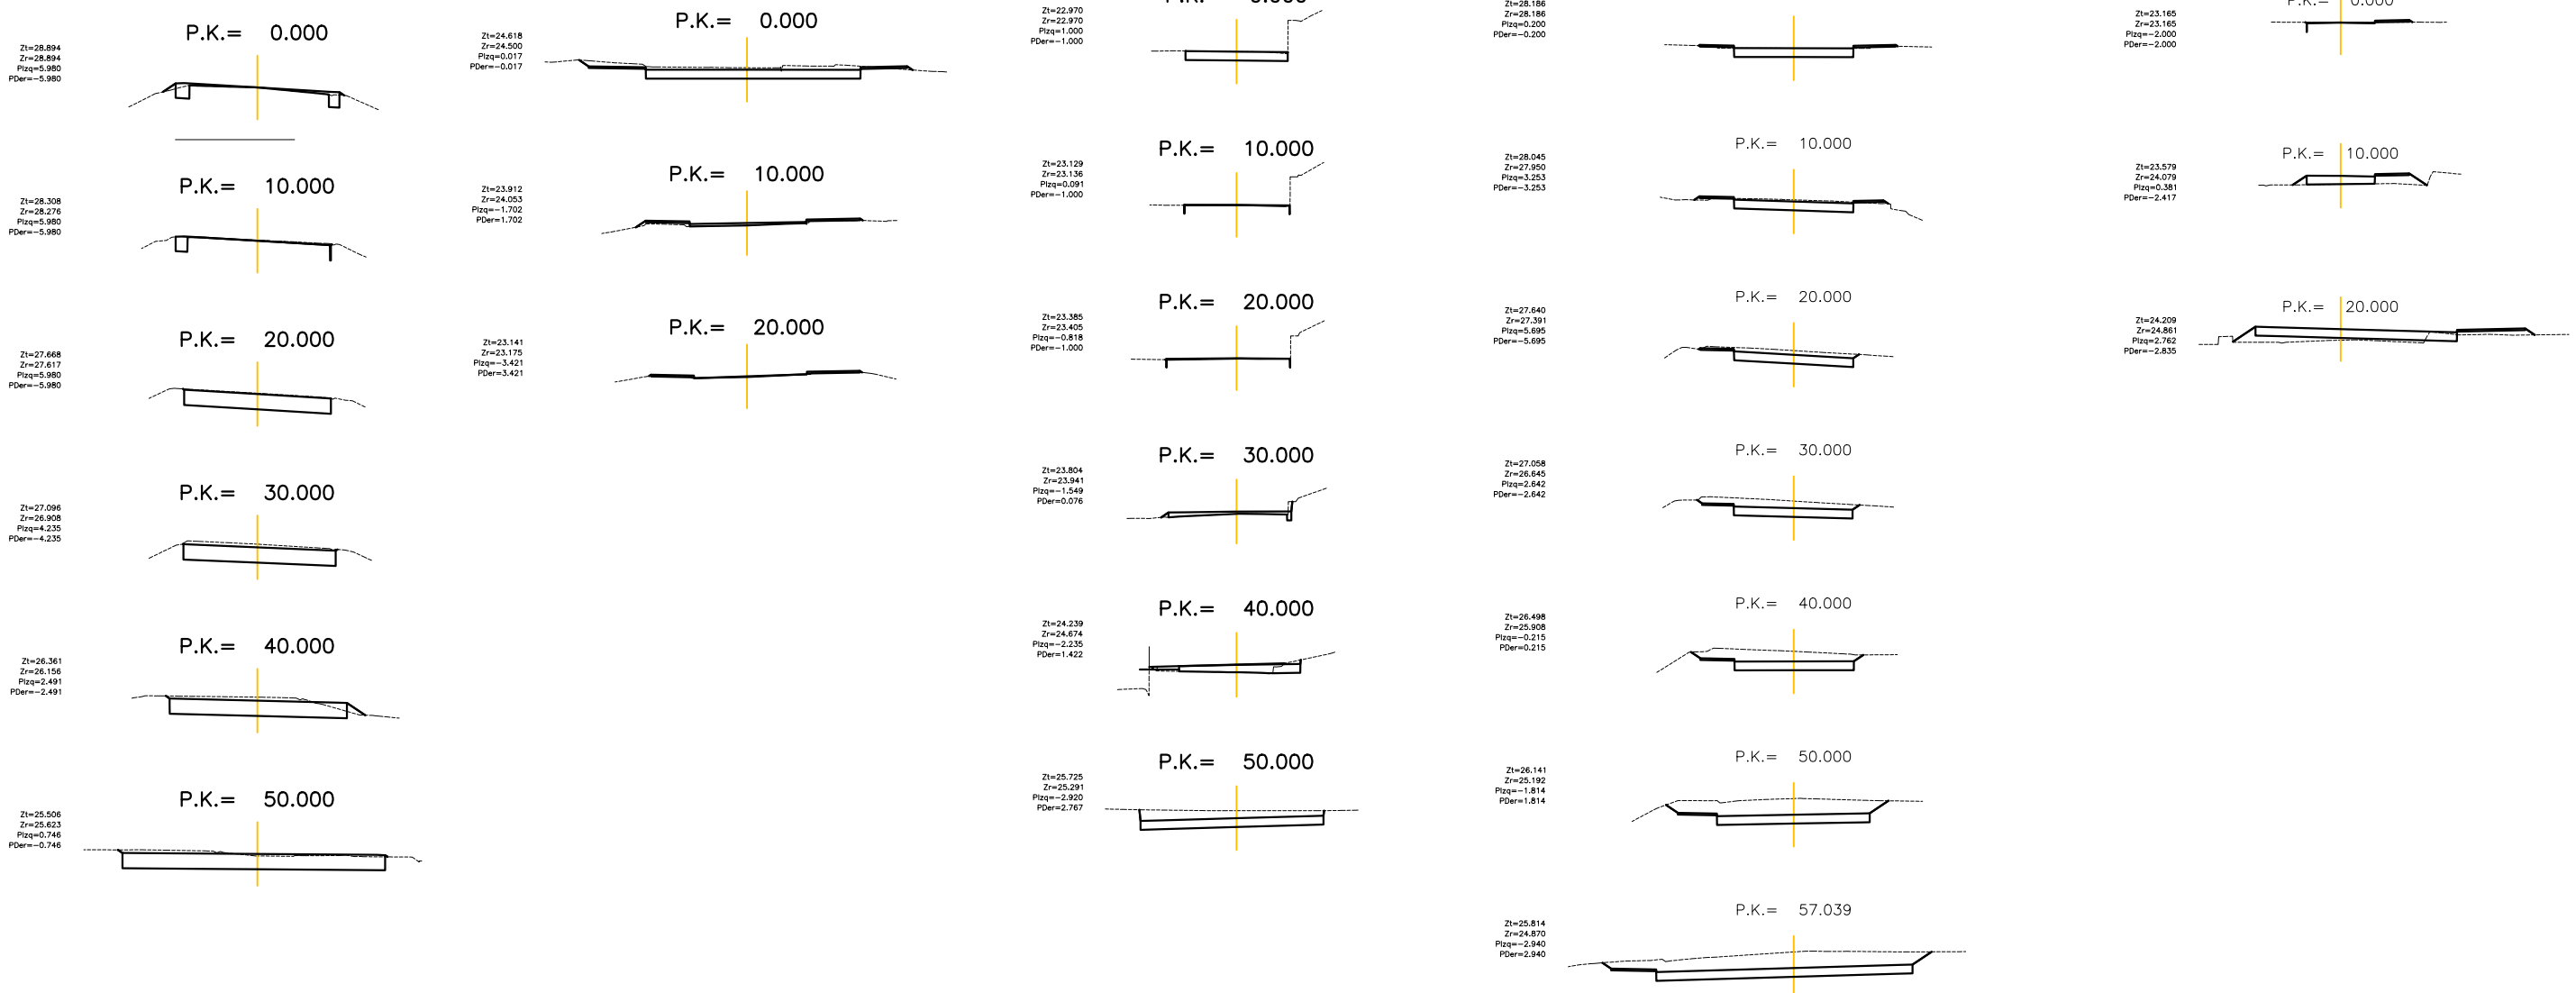 P.K.= 0.000
Zt=28.894
Zr=28.894
PIzq=5.980
PDer=-5.980
P.K.= 10.000
Zt=28.308
Zr=28.276
PIzq=5.980
PDer=-5.980
P.K.= 20.000
Zt=27.668
Zr=27.617
PIzq=5.980
PDer=-5.980
P.K.= 30.000
Zt=27.096
Zr=26.908
PIzq=4.235
PDer=-4.235
P.K.= 40.000
Zt=26.361
Zr=26.156
PIzq=2.491
PDer=-2.491
P.K.= 50.000
Zt=25.506
Zr=25.623
PIzq=0.746
PDer=-0.746
P.K.= 0.000
Zt=24.618
Zr=24.500
PIzq=0.017
PDer=-0.017
P.K.= 10.000
Zt=23.912
Zr=24.053
PIzq=-1.702
PDer=1.702
P.K.= 20.000
Zt=23.141
Zr=23.175
PIzq=-3.421
PDer=3.421
P.K.= 0.000
Zt=22.970
Zr=22.970
PIzq=1.000
PDer=-1.000
P.K.= 10.000
Zt=23.129
Zr=23.136
PIzq=0.091
PDer=-1.000
P.K.= 20.000
Zt=23.385
Zr=23.405
PIzq=-0.818
PDer=-1.000
P.K.= 30.000
Zt=23.804
Zr=23.941
PIzq=-1.549
PDer=0.076
P.K.= 40.000
Zt=24.239
Zr=24.674
PIzq=-2.235
PDer=1.422
P.K.= 50.000
Zt=25.725
Zr=25.291
PIzq=-2.920
PDer=2.767
Zt=28.186
Zr=28.186
PIzq=0.200
PDer=-0.200
P.K.= 10.000
Zt=28.045
Zr=27.950
PIzq=3.253
PDer=-3.253
P.K.= 20.000
Zt=27.640
Zr=27.391
PIzq=5.695
PDer=-5.695
P.K.= 30.000
Zt=27.058
Zr=26.645
PIzq=2.642
PDer=-2.642
P.K.= 40.000
Zt=26.498
Zr=25.908
PIzq=-0.215
PDer=0.215
P.K.= 50.000
Zt=26.141
Zr=25.192
PIzq=-1.814
PDer=1.814
P.K.= 57.039
Zt=25.814
Zr=24.870
PIzq=-2.940
PDer=2.940
P.K.= 0.000
Zt=23.165
Zr=23.165
PIzq=-2.000
PDer=-2.000
P.K.= 10.000
Zt=23.579
Zr=24.079
PIzq=0.381
PDer=-2.417
P.K.= 20.000
Zt=24.209
Zr=24.861
PIzq=2.762
PDer=-2.835